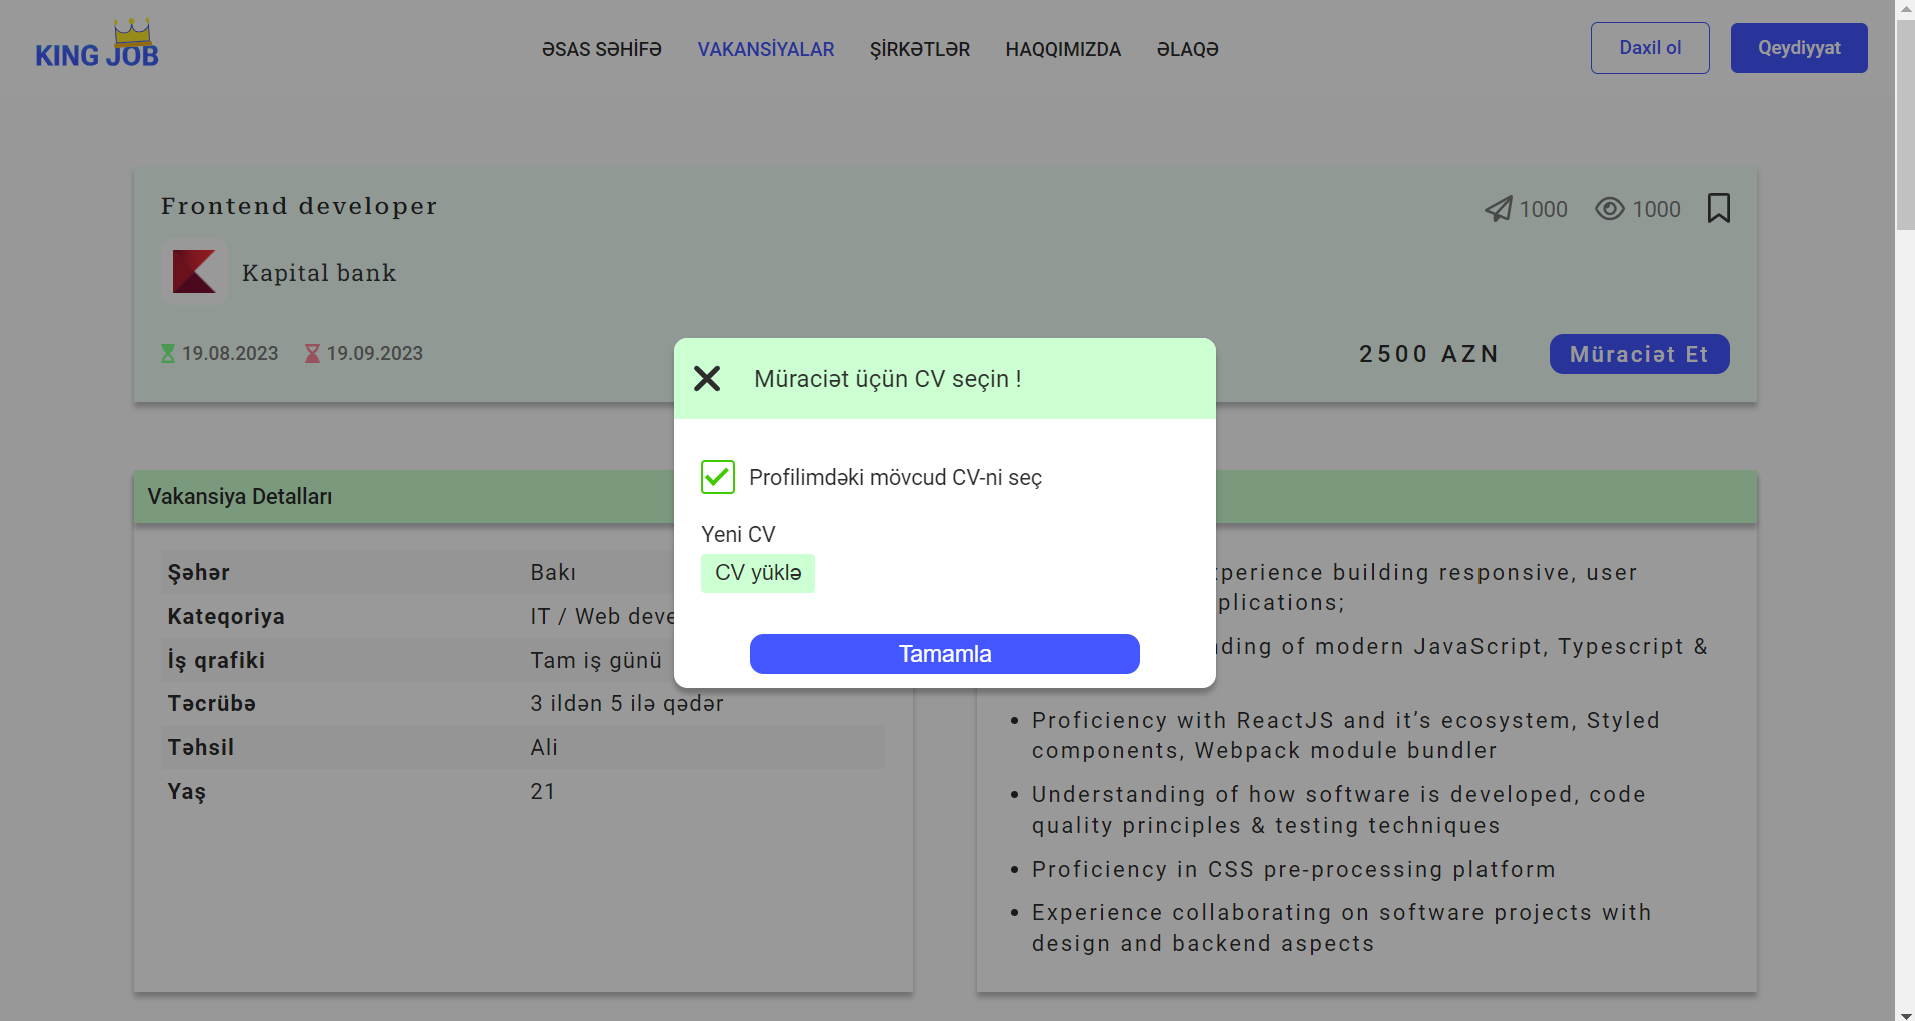 KING JOB
ƏSAS SƏHİFƏ
VAKANSİYALAR
ŞİRKƏTLƏR
HAQQIMIZDA
ƏLAQƏ
Daxil ol
Qeydiyyat
Frontend developer
1000
1000
Kapital bank
19.08.2023
19.09.2023
2500 AZN
Müraciət Et
Müraciət üçün CV seçin !
Profilimdəki mövcud CV-ni seç
Yeni CV
CV yüklə
Tamamla
Vakansiya Detalları
Şəhər Bakı
Kateqoriya IT / Web deve
İş qrafiki Tam iş günü
Təcrübə 3 ildən 5 ilə qədər
Təhsil Ali
Yaş 21
xperience building responsive, user
plications;
ding of modern JavaScript, Typescript &
• Proficiency with ReactJS and it’s ecosystem, Styled
components, Webpack module bundler
• Understanding of how software is developed, code
quality principles & testing techniques
• Proficiency in CSS pre-processing platform
• Experience collaborating on software projects with
design and backend aspects